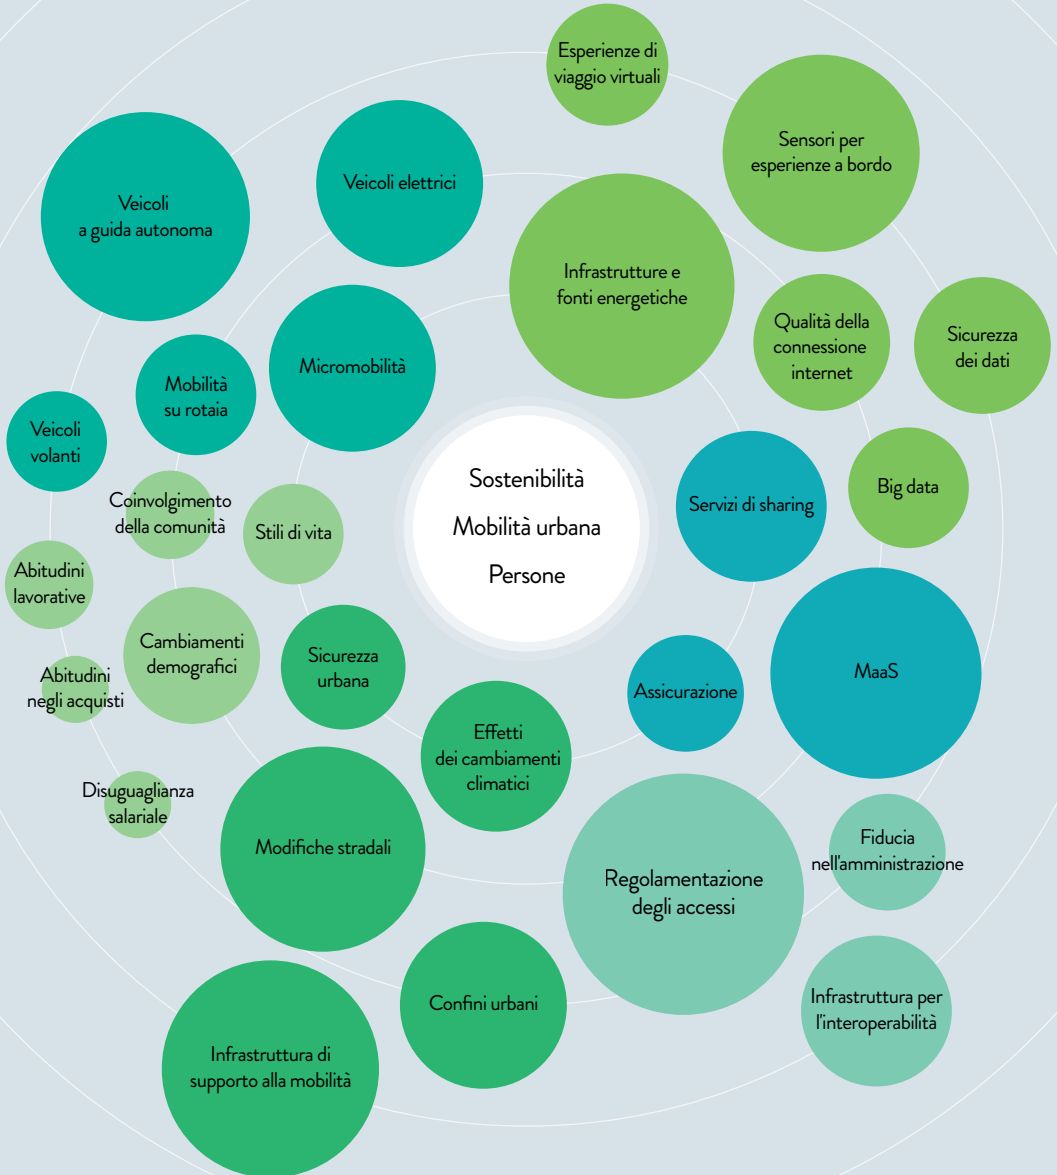 Esperienze di
viaggio virtuali
Sensori per
esperienze a bordo
Veicoli elettrici
Veicoli
a guida autonoma
Infrastrutture e
fonti energetiche
Qualità della
connessione
internet
Sicurezza
dei dati
Micromobilità
Mobilità
su rotaia
Veicoli
volanti
Sostenibilità
Mobilità urbana
Persone
Servizi di sharing
Big data
Coinvolgimento
della comunità
Stili di vita
Abitudini
lavorative
Cambiamenti
demografici
Sicurezza
urbana
Abitudini
negli acquisti
Assicurazione
MaaS
Effetti
dei cambiamenti
climatici
Disuguaglianza
salariale
Modifiche stradali
Regolamentazione
degli accessi
Fiducia
nell'amministrazione
Confini urbani
Infrastruttura per
l'interoperabilità
Infrastruttura di
supporto alla mobilità